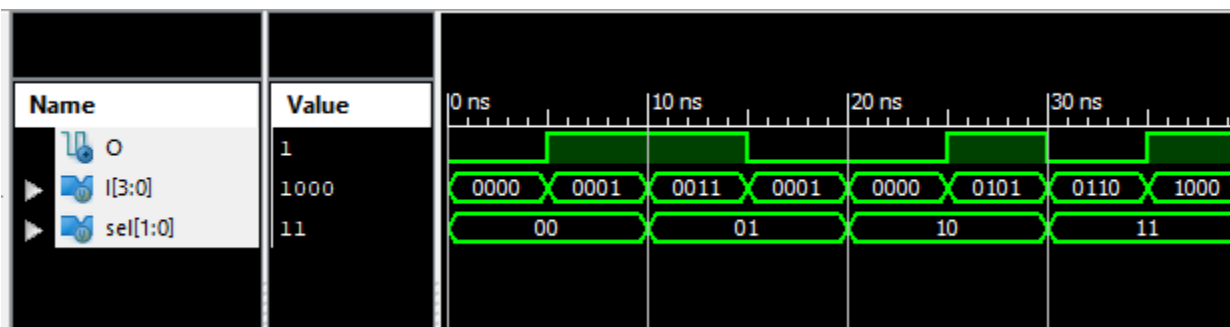 Name Value 0 ns 10 ns 20 ns 30 ns
O 1
I[3:0] 1000 0000 0001 0011 0001 0000 0101 0110 1000
sel[1:0] 11 00 01 10 11